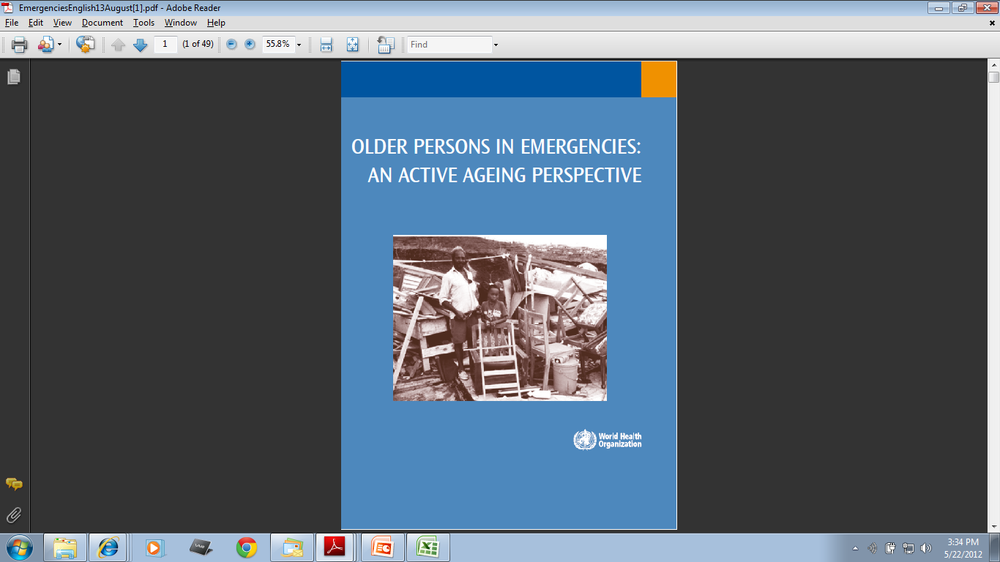 EmergenciesEnglish13August[1].pdf - Adobe Reader
File Edit View Document Tools Window Help
1 (1 of 49) 55.8% Find
OLDER PERSONS IN EMERGENCIES:
AN ACTIVE AGEING PERSPECTIVE
World Health
Organization
3:34 PM
5/22/2012